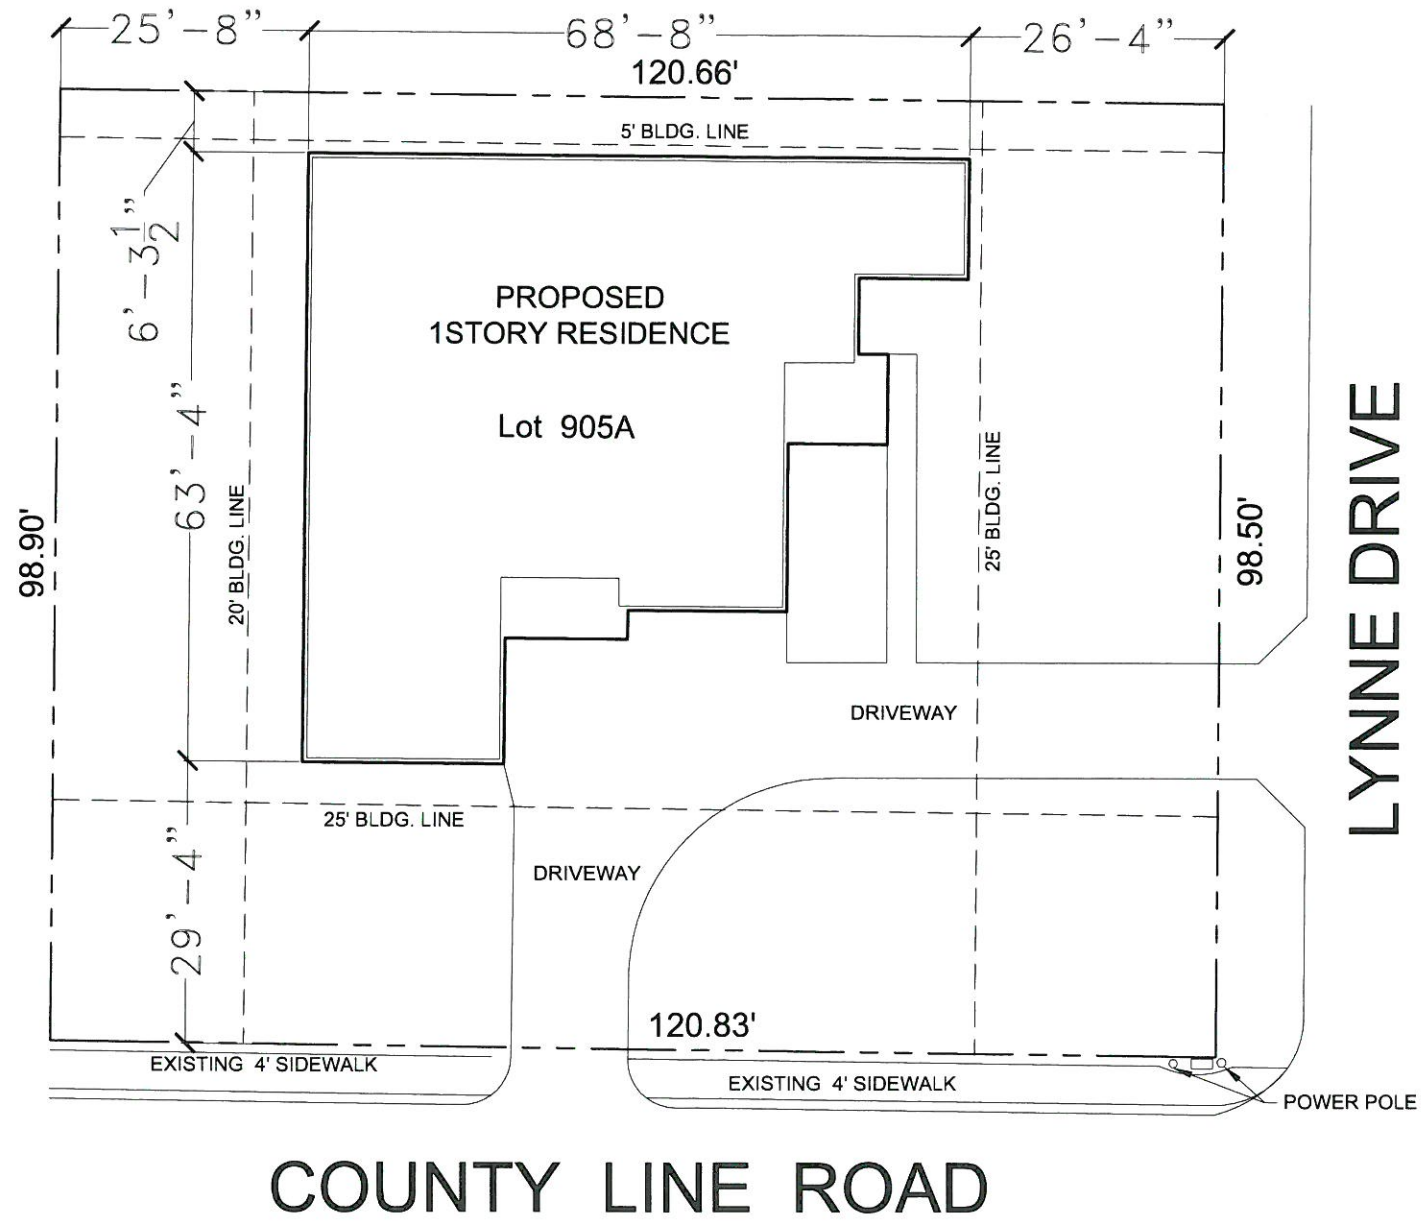 25'-8" 68'-8" 26'-4"
120.66'
5' BLDG. LINE
6'-3 1/2"
PROPOSED
1STORY RESIDENCE
Lot 905A
63'-4"
20' BLDG. LINE
25' BLDG. LINE
98.90'
98.50'
LYNNE DRIVE
DRIVEWAY
25' BLDG. LINE
DRIVEWAY
29'-4"
120.83'
EXISTING 4' SIDEWALK
EXISTING 4' SIDEWALK
POWER POLE
COUNTY LINE ROAD